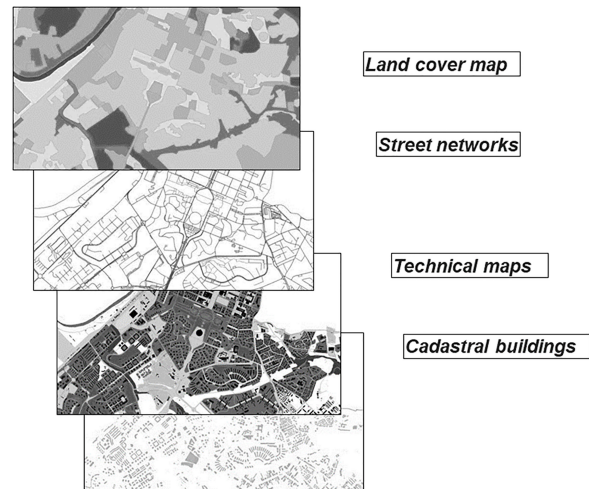 Land cover map
Street networks
Technical maps
Cadastral buildings